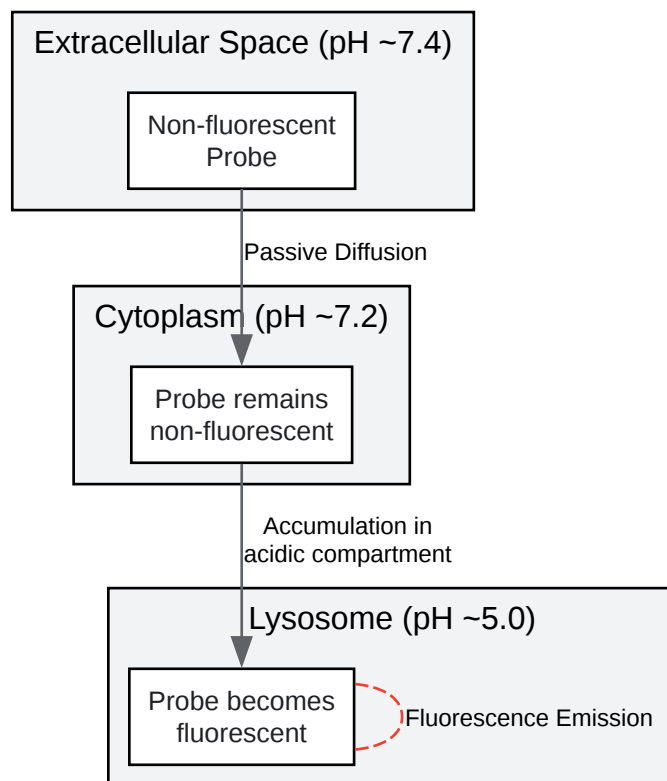 Extracellular Space (pH ~7.4)
Non-fluorescent
Probe
Passive Diffusion
Cytoplasm (pH ~7.2)
Probe remains
non-fluorescent
Accumulation in
acidic compartment
Lysosome (pH ~5.0)
Probe becomes
fluorescent
Fluorescence Emission